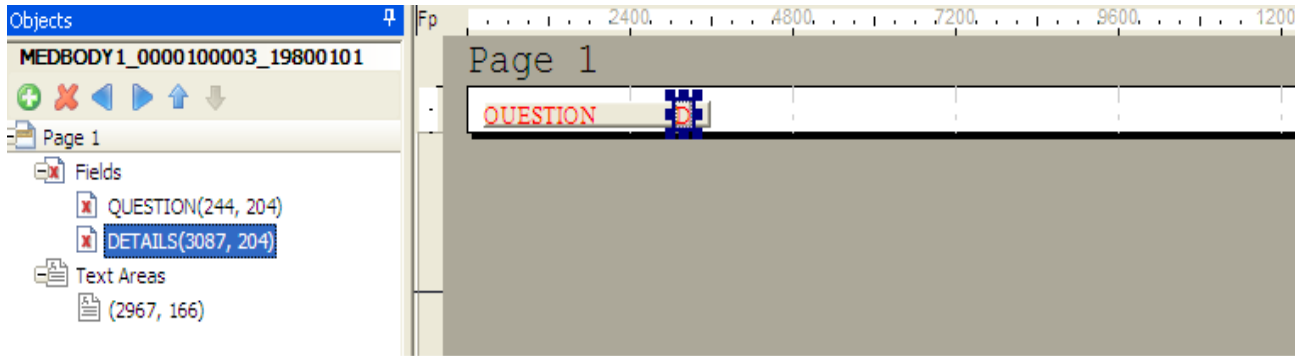 Objects
MEDBODY1_0000100003_19800101
Page 1
Fields
QUESTION(244, 204)
DETAILS(3087, 204)
Text Areas
(2967, 166)
Fp 2400 4800 7200 9600 1200
Page 1
QUESTION D